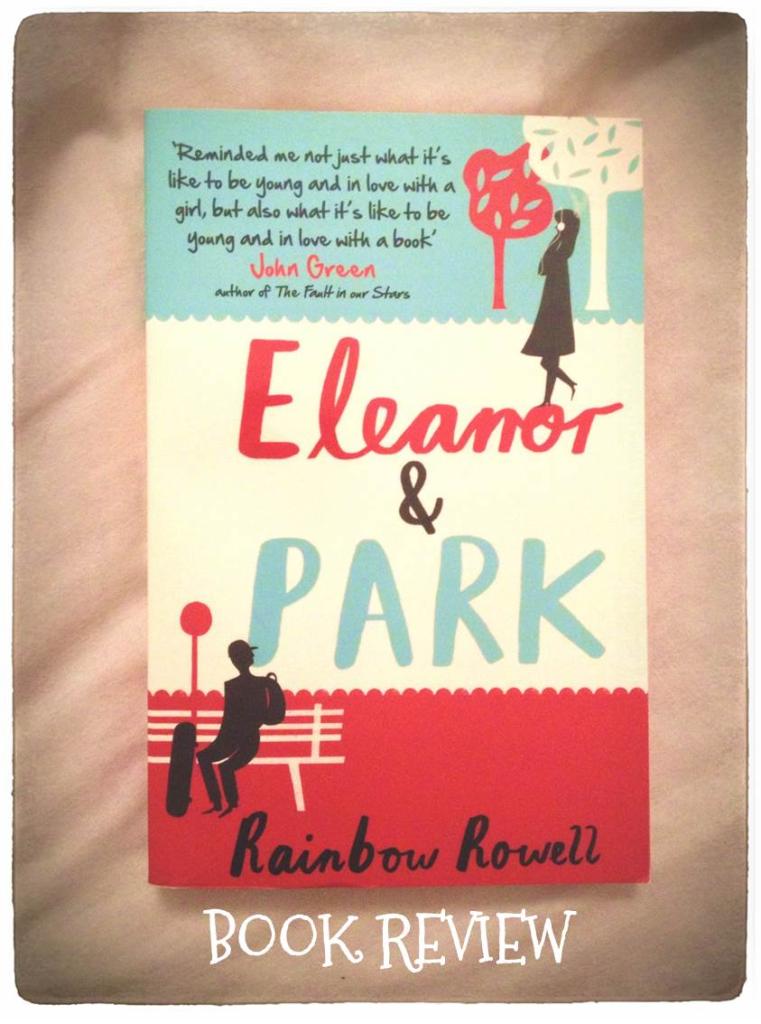 'Reminded me not just what it's
like to be young and in love with a
girl, but also what it's like to be
young and in love with a book'
John Green
author of The Fault in our Stars
Eleanor
&
PARK
Rainbow Rowell
BOOK REVIEW